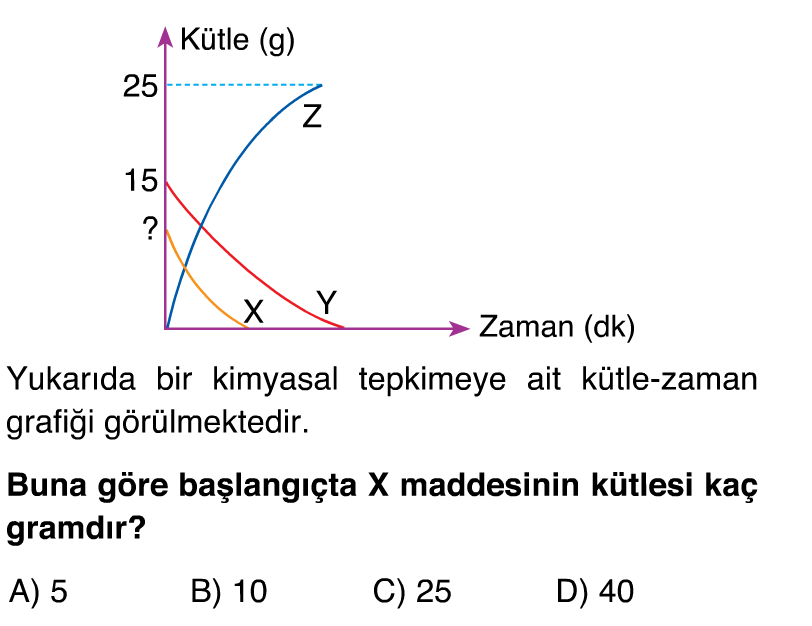 Kütle (g)
25
Z
15
?
X
Y
Zaman (dk)
Yukarıda bir kimyasal tepkimeye ait kütle-zaman
grafiği görülmektedir.
Buna göre başlangıçta X maddesinin kütlesi kaç
gramdır?
A) 5 B) 10 C) 25 D) 40